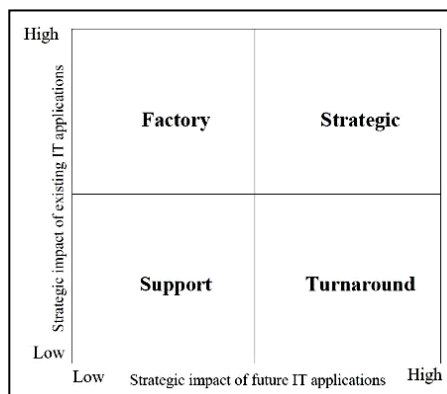 High
Strategic impact of existing IT applications
Factory
Strategic
Support
Turnaround
Low
Low
Strategic impact of future IT applications
High